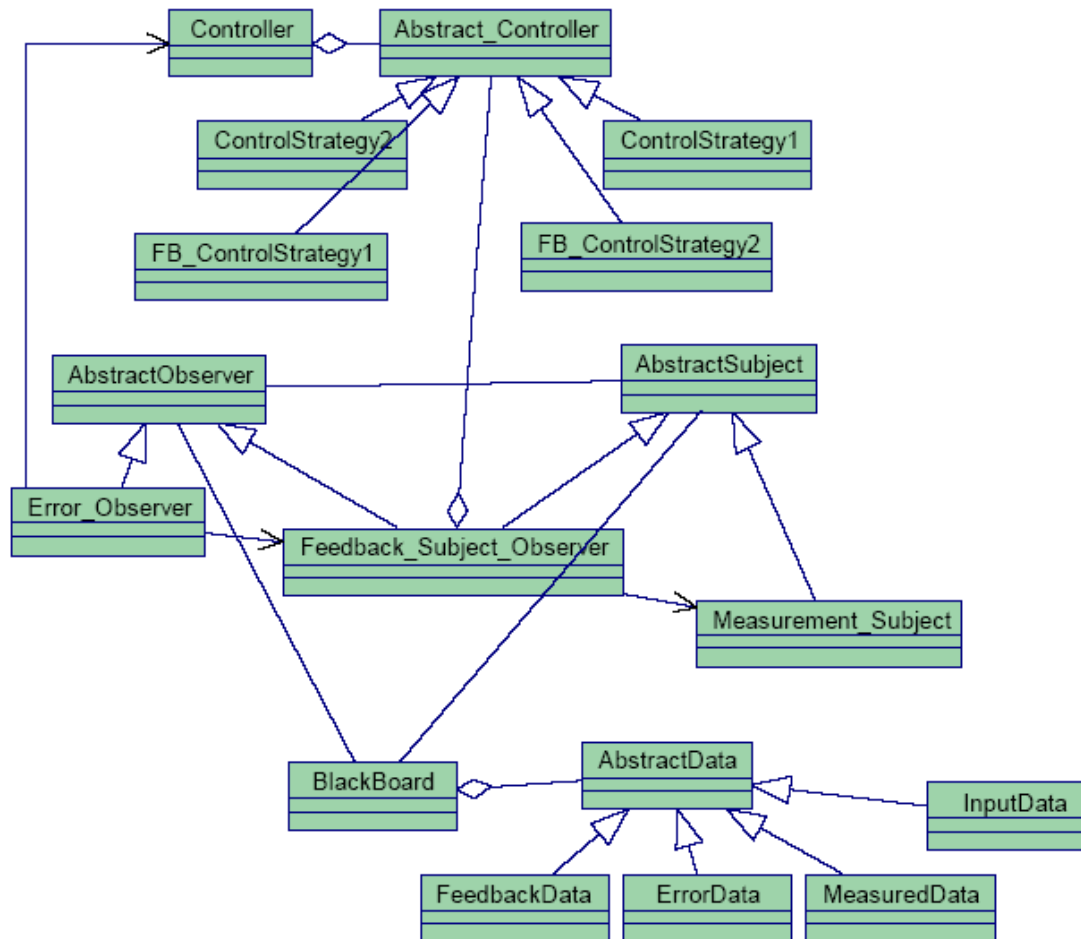 Controller
Abstract_Controller
ControlStrategy2
ControlStrategy1
FB_ControlStrategy1
FB_ControlStrategy2
AbstractObserver
AbstractSubject
Error_Observer
Feedback_Subject_Observer
Measurement_Subject
BlackBoard
AbstractData
InputData
FeedbackData
ErrorData
MeasuredData